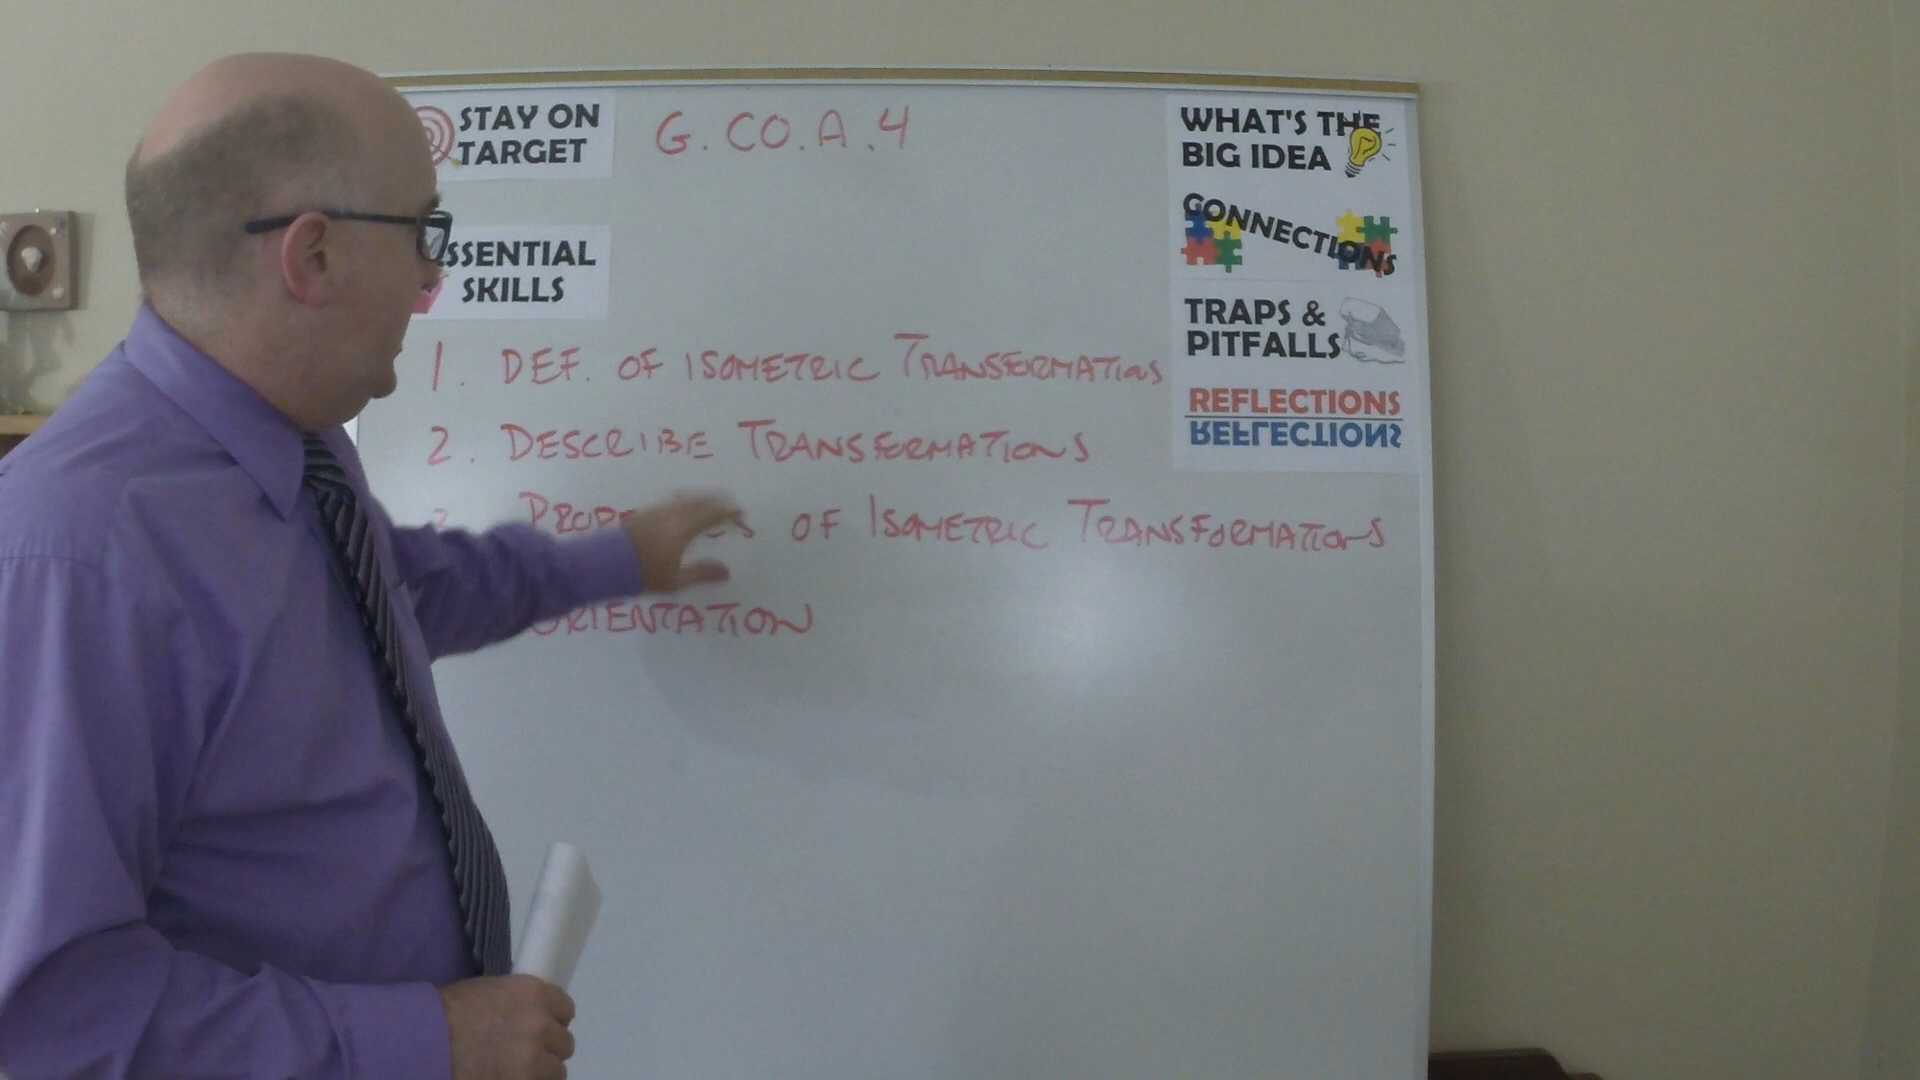 STAY ON
TARGET
G.CO.A.4
SSENTIAL
SKILLS
1. DEF. OF ISOMETRIC TRANSFORMATIONS
2. DESCRIBE TRANSFORMATIONS
OF ISOMETRIC TRANSFORMATIONS
ORIENTATION
WHAT'S THE
BIG IDEA
CONNECTIONS
TRAPS &
PITFALLS
REFLECTIONS
REFLECTIONS